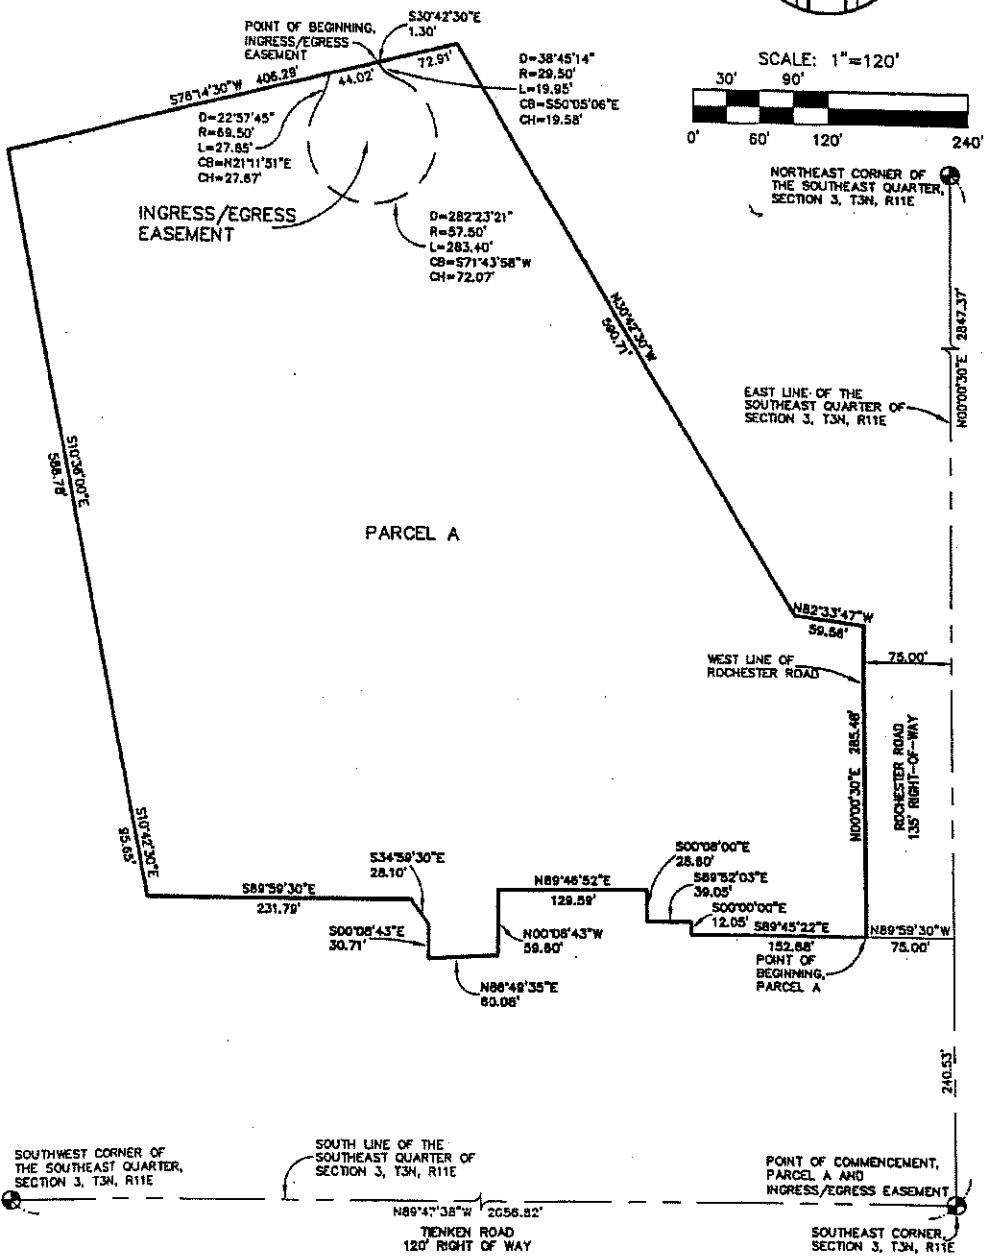 POINT OF BEGINNING,
INGRESS/EGRESS
EASEMENT
S30°42'30"E
1.30'
SCALE: 1"=120'
30' 90'
0' 60' 120' 240'
S78°14'30"W 406.29'
44.02'
72.91'
D=38°45'14"
R=29.50'
L=19.95'
CB=S50°05'06"E
CH=19.58'
D=22°57'45"
R=69.50'
L=27.85'
CB=N21°11'51"E
CH=27.67'
INGRESS/EGRESS
EASEMENT
D=282°23'21"
R=57.50'
L=283.40'
CB=S71°43'58"W
CH=72.07'
NORTHEAST CORNER OF
THE SOUTHEAST QUARTER,
SECTION 3, T3N, R11E
N00°00'30"E 2847.37'
N30°42'30"W
590.71'
EAST LINE OF THE
SOUTHEAST QUARTER OF
SECTION 3, T3N, R11E
S10°36'00"E
588.78'
PARCEL A
N82°33'47"W
59.58'
WEST LINE OF
ROCHESTER ROAD
75.00'
N00°00'30"E 285.48'
ROCHESTER ROAD
135' RIGHT-OF-WAY
S10°42'30"E
95.65'
S34°59'30"E
28.10'
S89°59'30"E
231.79'
S00°08'43"E
30.71'
N86°49'35"E
60.08'
N00°08'43"W
59.60'
N89°46'52"E
129.59'
S00°08'00"E
28.80'
S89°52'03"E
39.05'
S00°00'00"E
12.05'
S89°45'22"E
152.68'
N89°59'30"W
75.00'
POINT OF
BEGINNING,
PARCEL A
240.53'
SOUTHWEST CORNER OF
THE SOUTHEAST QUARTER,
SECTION 3, T3N, R11E
SOUTH LINE OF THE
SOUTHEAST QUARTER OF
SECTION 3, T3N, R11E
POINT OF COMMENCEMENT,
PARCEL A AND
INGRESS/EGRESS EASEMENT
N89°47'38"W 2656.82'
TIENKEN ROAD
120' RIGHT OF WAY
SOUTHEAST CORNER,
SECTION 3, T3N, R11E